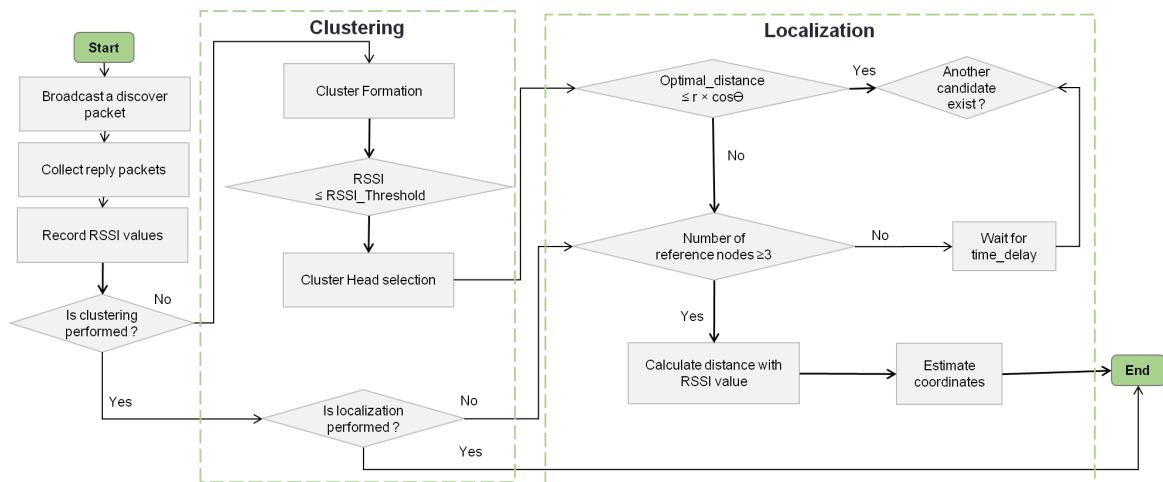 Clustering
Localization
Start
Broadcast a discover
packet
Collect reply packets
Record RSSI values
Is clustering
performed ?
No
Yes
Cluster Formation
RSSI
≤ RSSI_Threshold
Cluster Head selection
Is localization
performed ?
No
Yes
Optimal_distance
≤ r × cosΘ
Yes
Another
candidate
exist ?
No
Number of
reference nodes ≥3
No
Wait for
time_delay
Yes
Calculate distance with
RSSI value
Estimate
coordinates
End